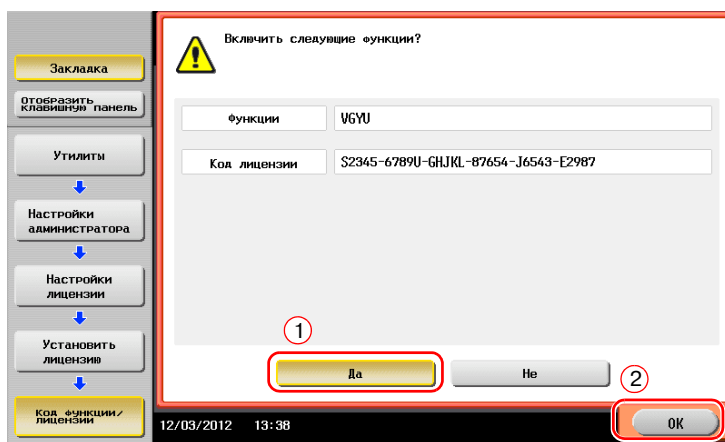 Закладка
Отобразить
клавишную панель
Утилиты
Настройки
администратора
Настройки
лицензии
Установить
лицензию
Код функции/
лицензии
Включить следующие функции?
Функции
VGYU
Код лицензии
S2345-6789U-GHJKL-87654-J6543-E2987
1
Да
Не
2
12/03/2012 13:38
OK